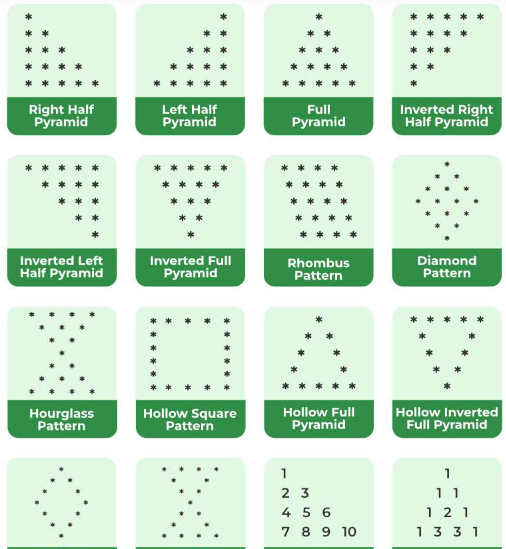 Right Half
Pyramid
Left Half
Pyramid
Full
Pyramid
Inverted Right
Half Pyramid
Inverted Left
Half Pyramid
Inverted Full
Pyramid
Rhombus
Pattern
Diamond
Pattern
Hourglass
Pattern
Hollow Square
Pattern
Hollow Full
Pyramid
Hollow Inverted
Full Pyramid
1
2 3
4 5 6
7 8 9 10
1
1 1
1 2 1
1 3 3 1